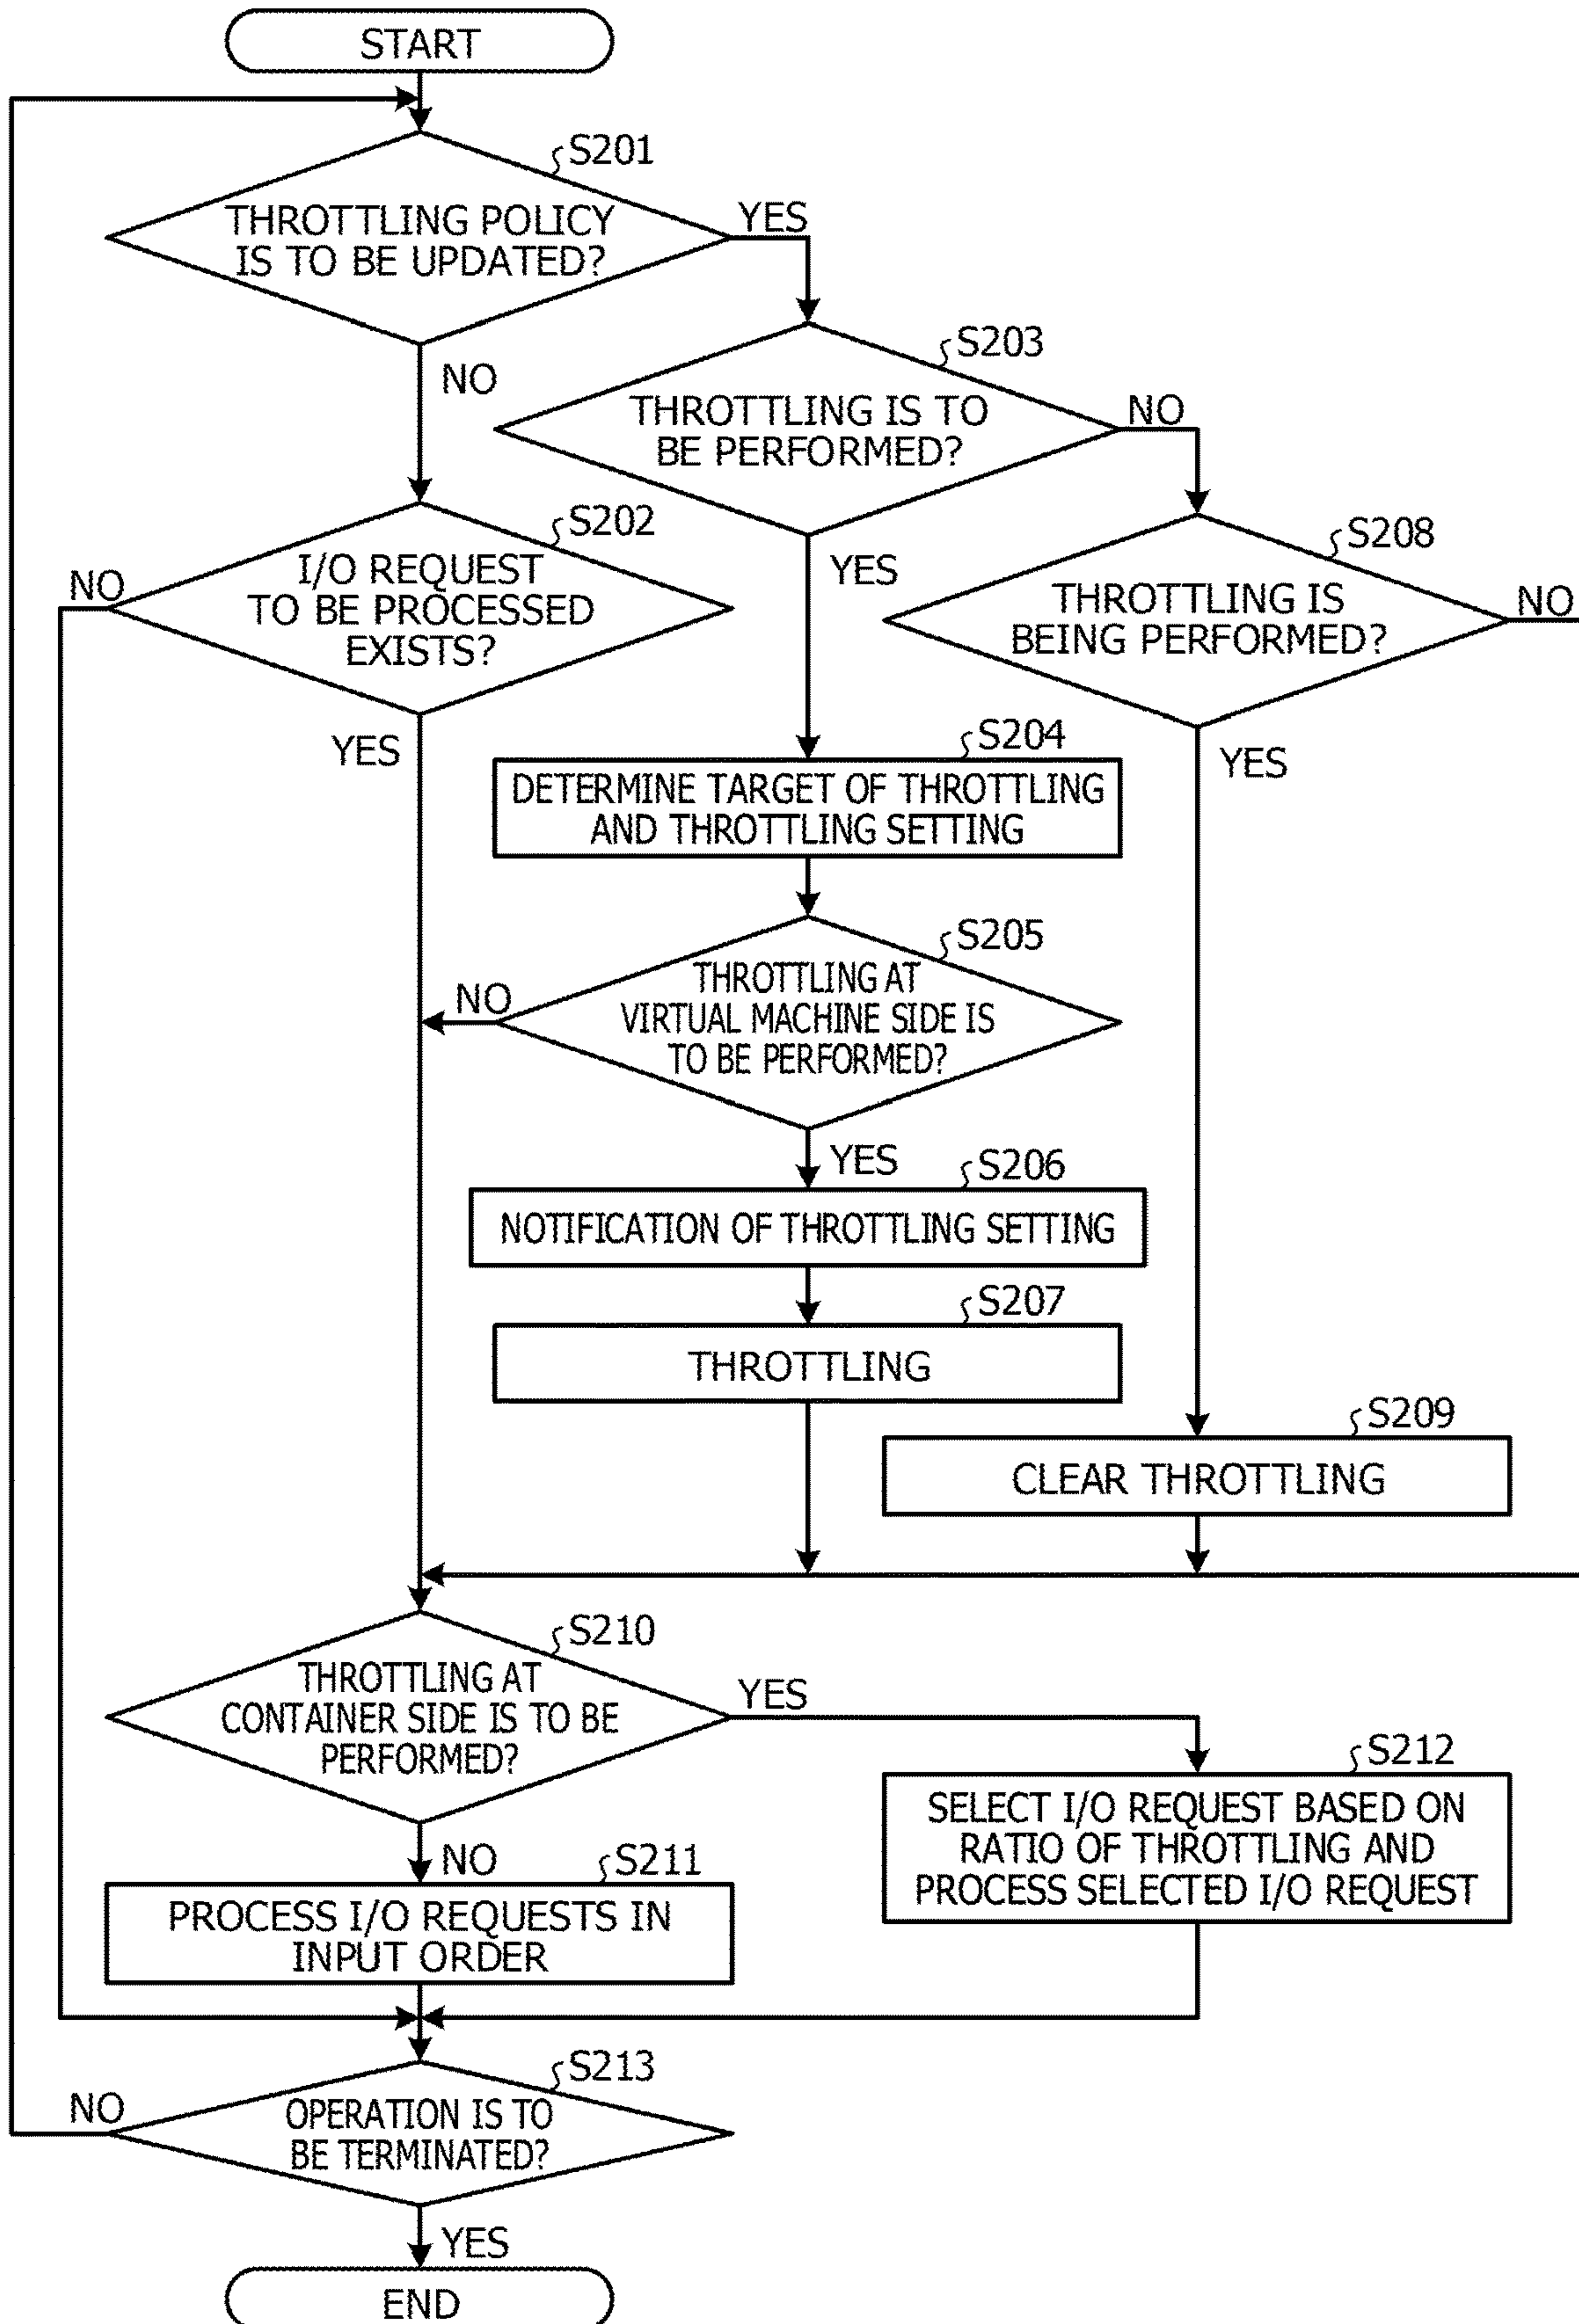 START
S201
THROTTLING POLICY
IS TO BE UPDATED?
YES
NO
S203
THROTTLING IS TO
BE PERFORMED?
NO
YES
S202
I/O REQUEST
TO BE PROCESSED
EXISTS?
NO
YES
S208
THROTTLING IS
BEING PERFORMED?
NO
YES
S204
DETERMINE TARGET OF THROTTLING
AND THROTTLING SETTING
S205
THROTTLING AT
VIRTUAL MACHINE SIDE IS
TO BE PERFORMED?
NO
YES
S206
NOTIFICATION OF THROTTLING SETTING
S207
THROTTLING
S209
CLEAR THROTTLING
S210
THROTTLING AT
CONTAINER SIDE IS TO BE
PERFORMED?
YES
NO
S212
SELECT I/O REQUEST BASED ON
RATIO OF THROTTLING AND
PROCESS SELECTED I/O REQUEST
S211
PROCESS I/O REQUESTS IN
INPUT ORDER
S213
OPERATION IS TO
BE TERMINATED?
NO
YES
END